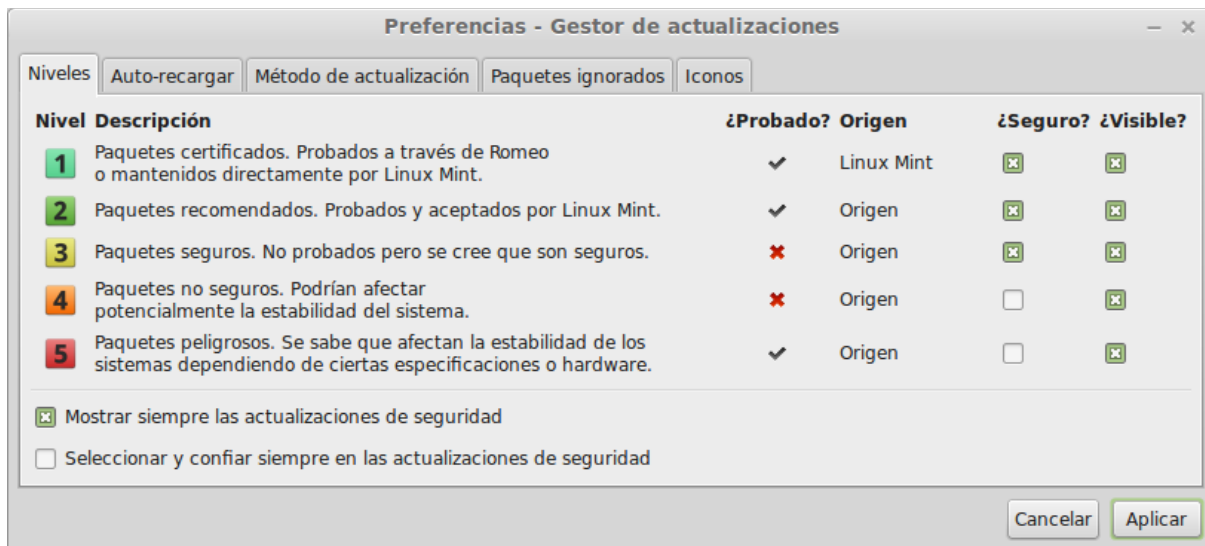 Preferencias - Gestor de actualizaciones
Niveles Auto-recargar Método de actualización Paquetes ignorados Iconos
Nivel Descripción ¿Probado? Origen ¿Seguro? ¿Visible?
1 Paquetes certificados. Probados a través de Romeo
o mantenidos directamente por Linux Mint. Linux Mint
2 Paquetes recomendados. Probados y aceptados por Linux Mint. Origen
3 Paquetes seguros. No probados pero se cree que son seguros. Origen
4 Paquetes no seguros. Podrían afectar
potencialmente la estabilidad del sistema. Origen
5 Paquetes peligrosos. Se sabe que afectan la estabilidad de los
sistemas dependiendo de ciertas especificaciones o hardware. Origen
Mostrar siempre las actualizaciones de seguridad
Seleccionar y confiar siempre en las actualizaciones de seguridad
Cancelar Aplicar